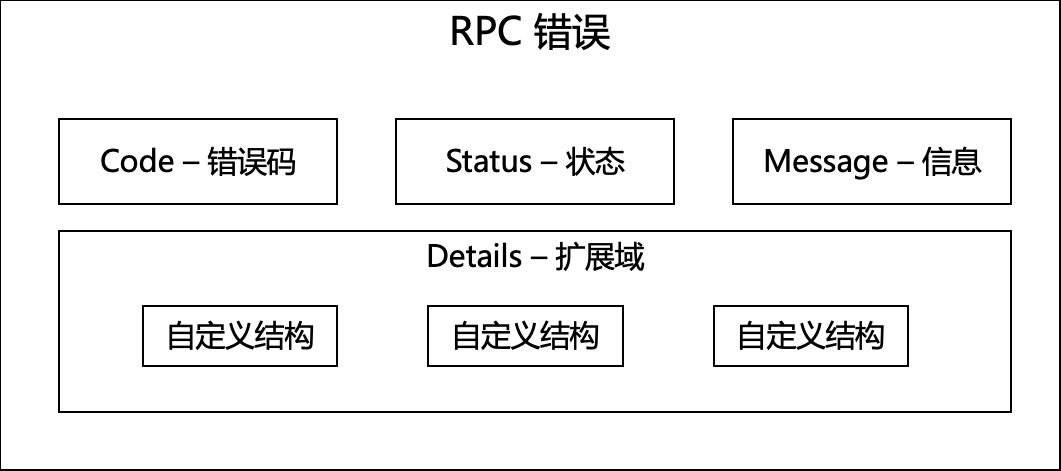 RPC 错误
Code – 错误码
Status – 状态
Message – 信息
Details – 扩展域
自定义结构
自定义结构
自定义结构